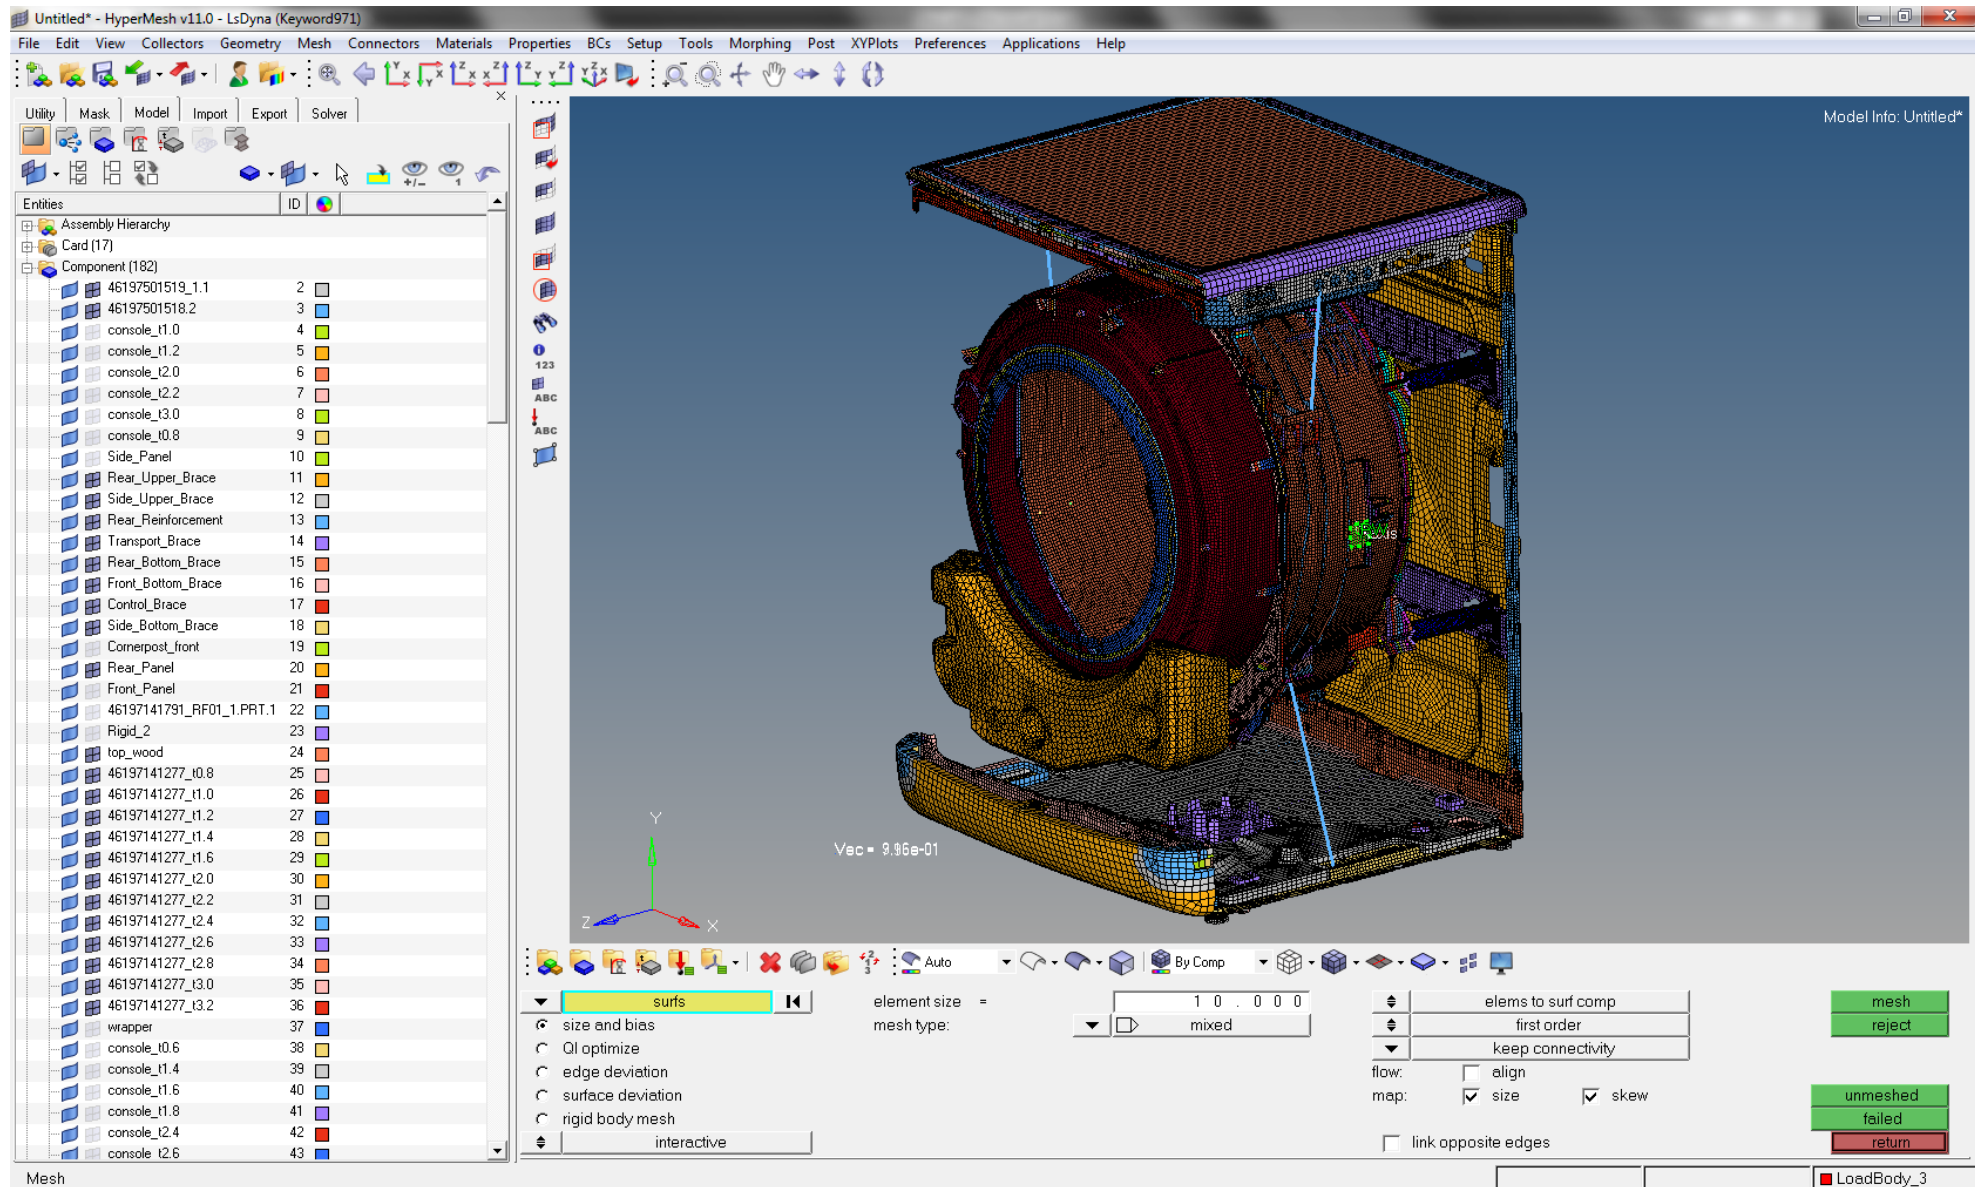 Untitled* - HyperMesh v11.0 - LsDyna (Keyword971)
File Edit View Collectors Geometry Mesh Connectors Materials Properties BCs Setup Tools Morphing Post XYPlots Preferences Applications Help
Utility Mask Model Import Export Solver
Entities ID
Assembly Hierarchy
Card (17)
Component (182)
46197501519_1.1 2
46197501518.2 3
console_t1.0 4
console_t1.2 5
console_t2.0 6
console_t2.2 7
console_t3.0 8
console_t0.8 9
Side_Panel 10
Rear_Upper_Brace 11
Side_Upper_Brace 12
Rear_Reinforcement 13
Transport_Brace 14
Rear_Bottom_Brace 15
Front_Bottom_Brace 16
Control_Brace 17
Side_Bottom_Brace 18
Cornerpost_front 19
Rear_Panel 20
Front_Panel 21
46197141791_RF01_1.PRT.1 22
Rigid_2 23
top_wood 24
46197141277_t0.8 25
46197141277_t1.0 26
46197141277_t1.2 27
46197141277_t1.4 28
46197141277_t1.6 29
46197141277_t2.0 30
46197141277_t2.2 31
46197141277_t2.4 32
46197141277_t2.6 33
46197141277_t2.8 34
46197141277_t3.0 35
46197141277_t3.2 36
wrapper 37
console_t0.6 38
console_t1.4 39
console_t1.6 40
console_t1.8 41
console_t2.4 42
console t2.6 43
123
ABC
ABC
Model Info: Untitled*
Vec = 9.96e-01
Y
Z
X
Auto
By Comp
surfs
size and bias
QI optimize
edge deviation
surface deviation
rigid body mesh
interactive
element size = 10.000
mesh type: mixed
elems to surf comp
first order
keep connectivity
flow: align
map: size skew
link opposite edges
mesh
reject
unmeshed
failed
return
Mesh
LoadBody_3